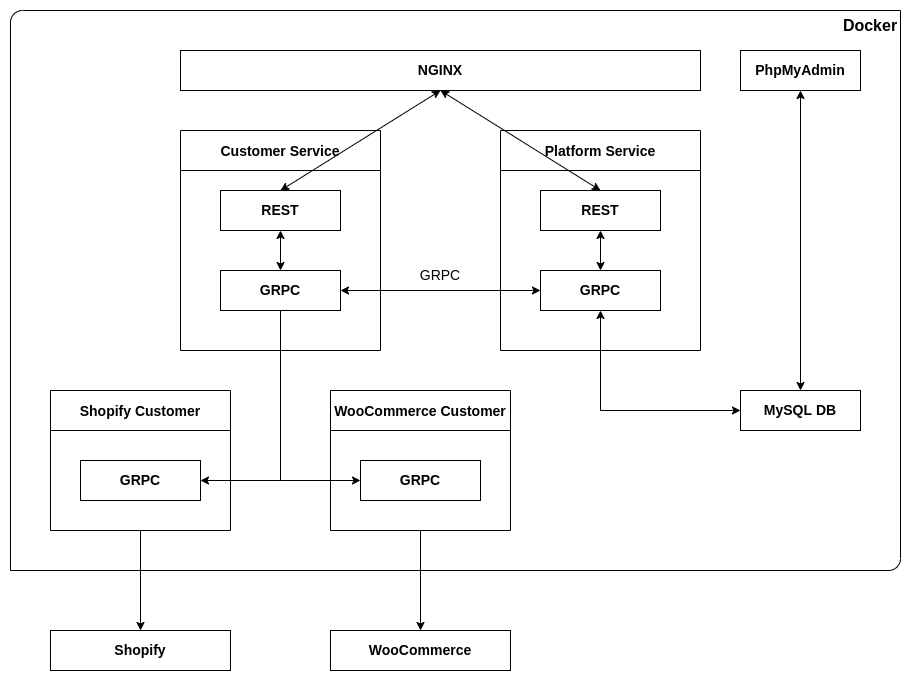 Docker
NGINX
PhpMyAdmin
Customer Service
Platform Service
REST
REST
GRPC
GRPC
GRPC
Shopify Customer
WooCommerce Customer
MySQL DB
GRPC
GRPC
Shopify
WooCommerce